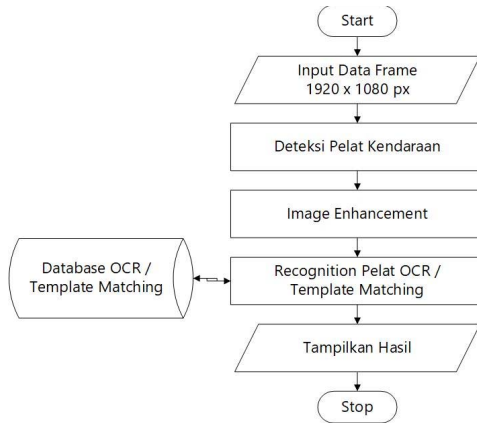 Start
Input Data Frame
1920 x 1080 px
Deteksi Pelat Kendaraan
Image Enhancement
Database OCR /
Template Matching
Recognition Pelat OCR /
Template Matching
Tampilkan Hasil
Stop